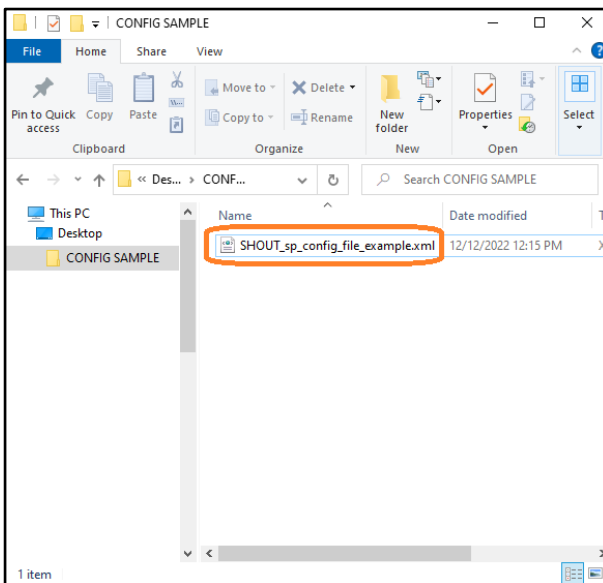 CONFIG SAMPLE
File Home Share View
Pin to Quick access
Copy
Paste
Move to
Copy to
Delete
Rename
New folder
Properties
Select
Clipboard Organize New Open
« Des... › CONF...
Search CONFIG SAMPLE
This PC
Desktop
CONFIG SAMPLE
Name Date modified T
SHOUT_sp_config_file_example.xml 12/12/2022 12:15 PM X
1 item